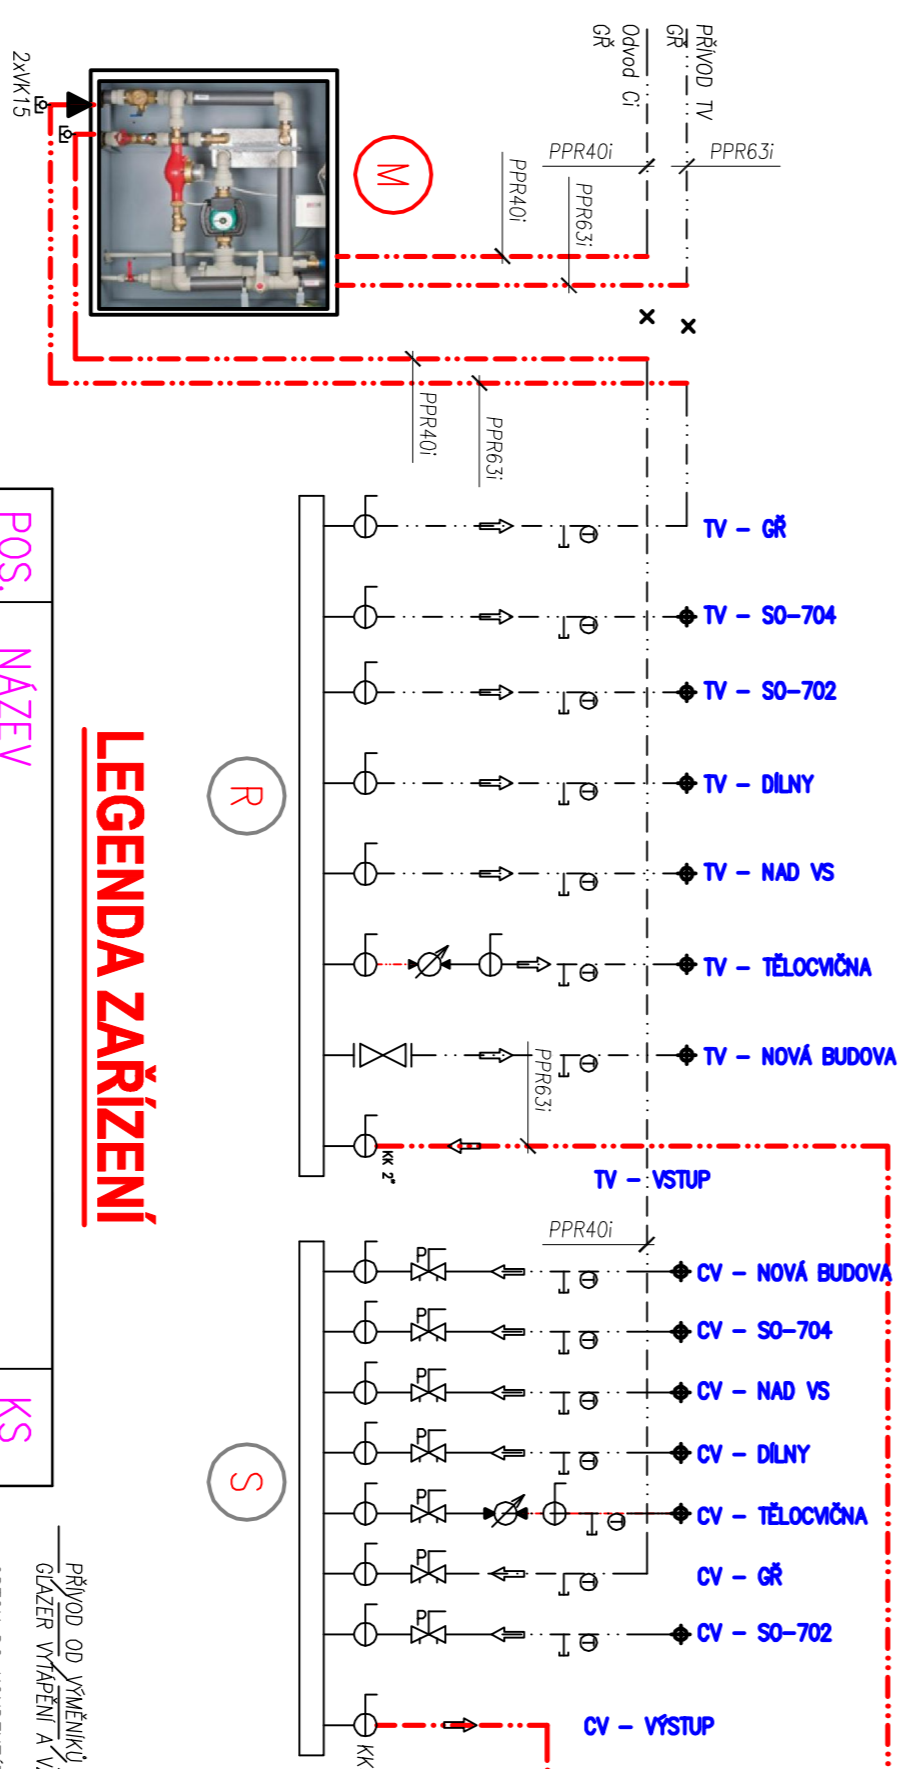 PŘÍVOD TV
GŘ
Odvod Ci
GŘ
PPR40i
PPR63i
PPR40i
PPR63i
M
2xVK15
PPR40i
PPR63i
TV - GŘ
TV - SO-704
TV - SO-702
TV - DÍLNY
TV - NAD VS
TV - TĚLOCVIČNA
TV - NOVÁ BUDOVA
PPR63i
KK 2"
TV - VSTUP
R
PPR40i
CV - NOVÁ BUDOVA
CV - SO-704
CV - NAD VS
CV - DÍLNY
CV - TĚLOCVIČNA
CV - GŘ
CV - SO-702
CV - VÝSTUP
KK
S
P
P
P
P
P
P
P
LEGENDA ZAŘÍZENÍ
POS. NÁZEV KS
PŘÍVOD OD VÝMĚNÍKŮ
GLAZER VYTÁPĚNÍ A